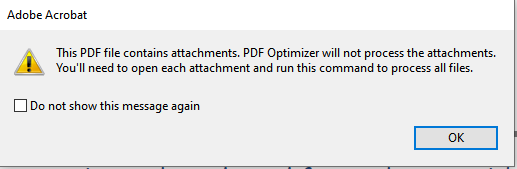 Adobe Acrobat
This PDF file contains attachments. PDF Optimizer will not process the attachments.
You'll need to open each attachment and run this command to process all files.
Do not show this message again
OK